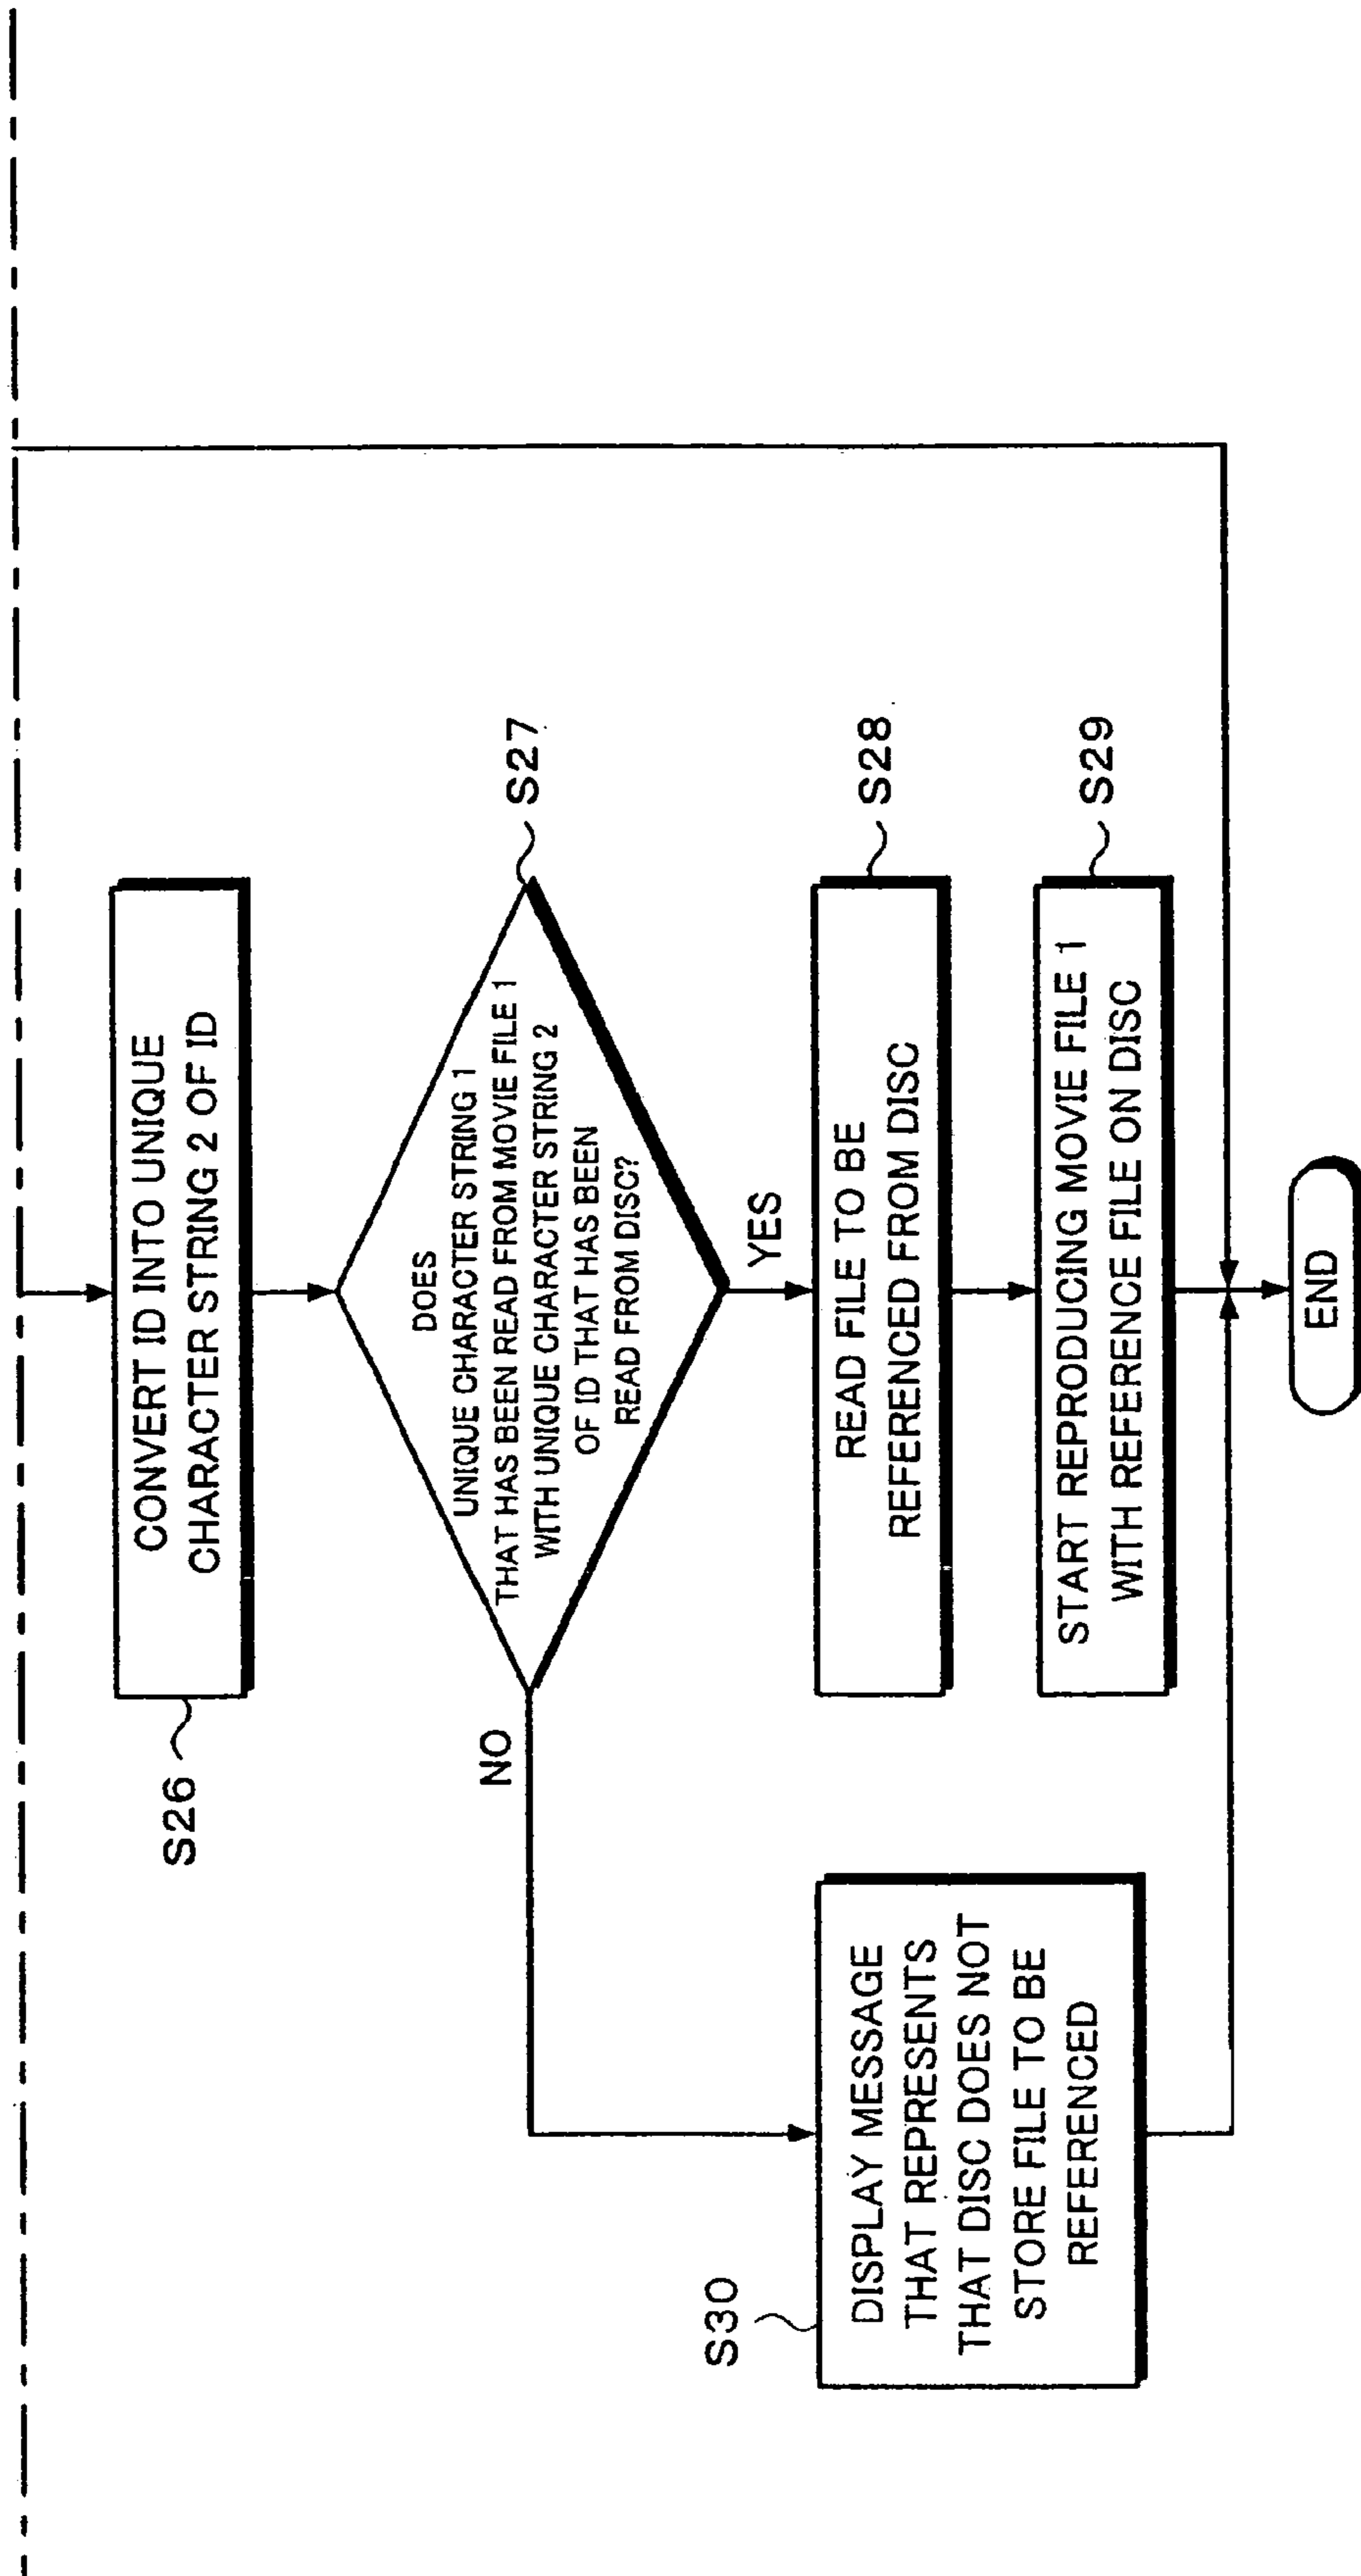 S26
CONVERT ID INTO UNIQUE
CHARACTER STRING 2 OF ID
S27
DOES
UNIQUE CHARACTER STRING 1
THAT HAS BEEN READ FROM MOVIE FILE 1
WITH UNIQUE CHARACTER STRING 2
OF ID THAT HAS BEEN
READ FROM DISC?
NO
YES
S30
DISPLAY MESSAGE
THAT REPRESENTS
THAT DISC DOES NOT
STORE FILE TO BE
REFERENCED
READ FILE TO BE
REFERENCED FROM DISC
S28
START REPRODUCING MOVIE FILE 1
WITH REFERENCE FILE ON DISC
S29
END